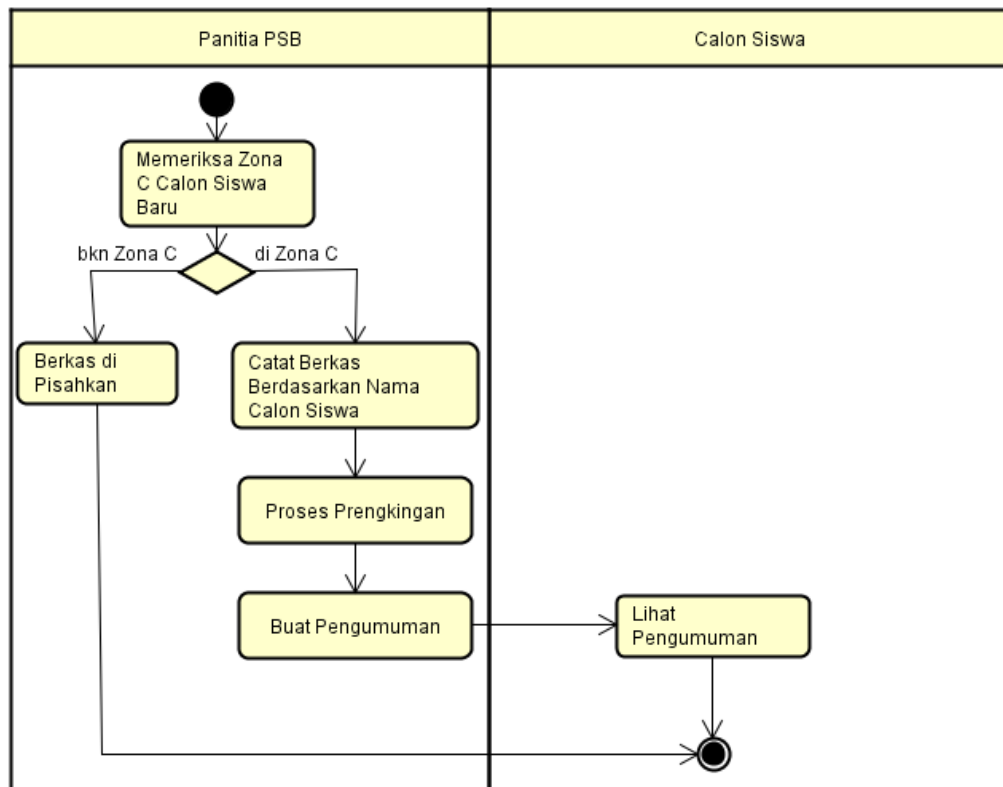 Panitia PSB
Calon Siswa
Memeriksa Zona
C Calon Siswa
Baru
bkn Zona C
di Zona C
Berkas di
Pisahkan
Catat Berkas
Berdasarkan Nama
Calon Siswa
Proses Prengkingan
Buat Pengumuman
Lihat
Pengumuman